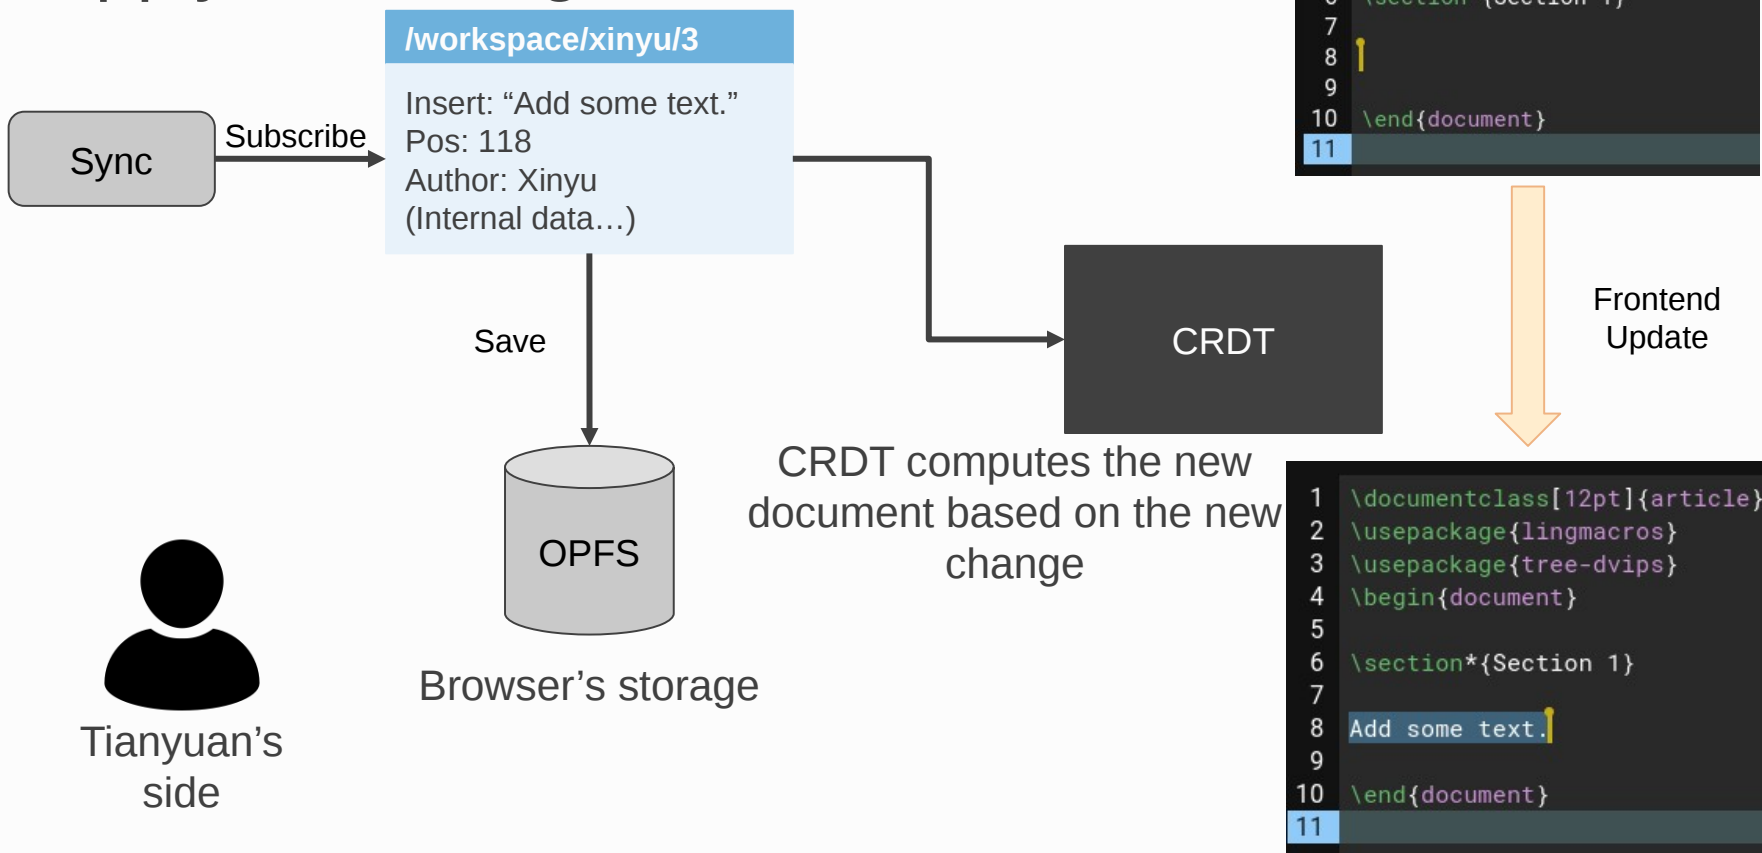 /workspace/xinyu/3
Insert: “Add some text.”
Pos: 118
Author: Xinyu
(Internal data…)
Sync
Subscribe
Save
OPFS
Browser’s storage
Tianyuan’s
side
CRDT
CRDT computes the new
document based on the new
change
7
8
9
10 \end{document}
11
Frontend
Update
1 \documentclass[12pt]{article}
2 \usepackage{lingmacros}
3 \usepackage{tree-dvips}
4 \begin{document}
5
6 \section*{Section 1}
7
8 Add some text.
9
10 \end{document}
11